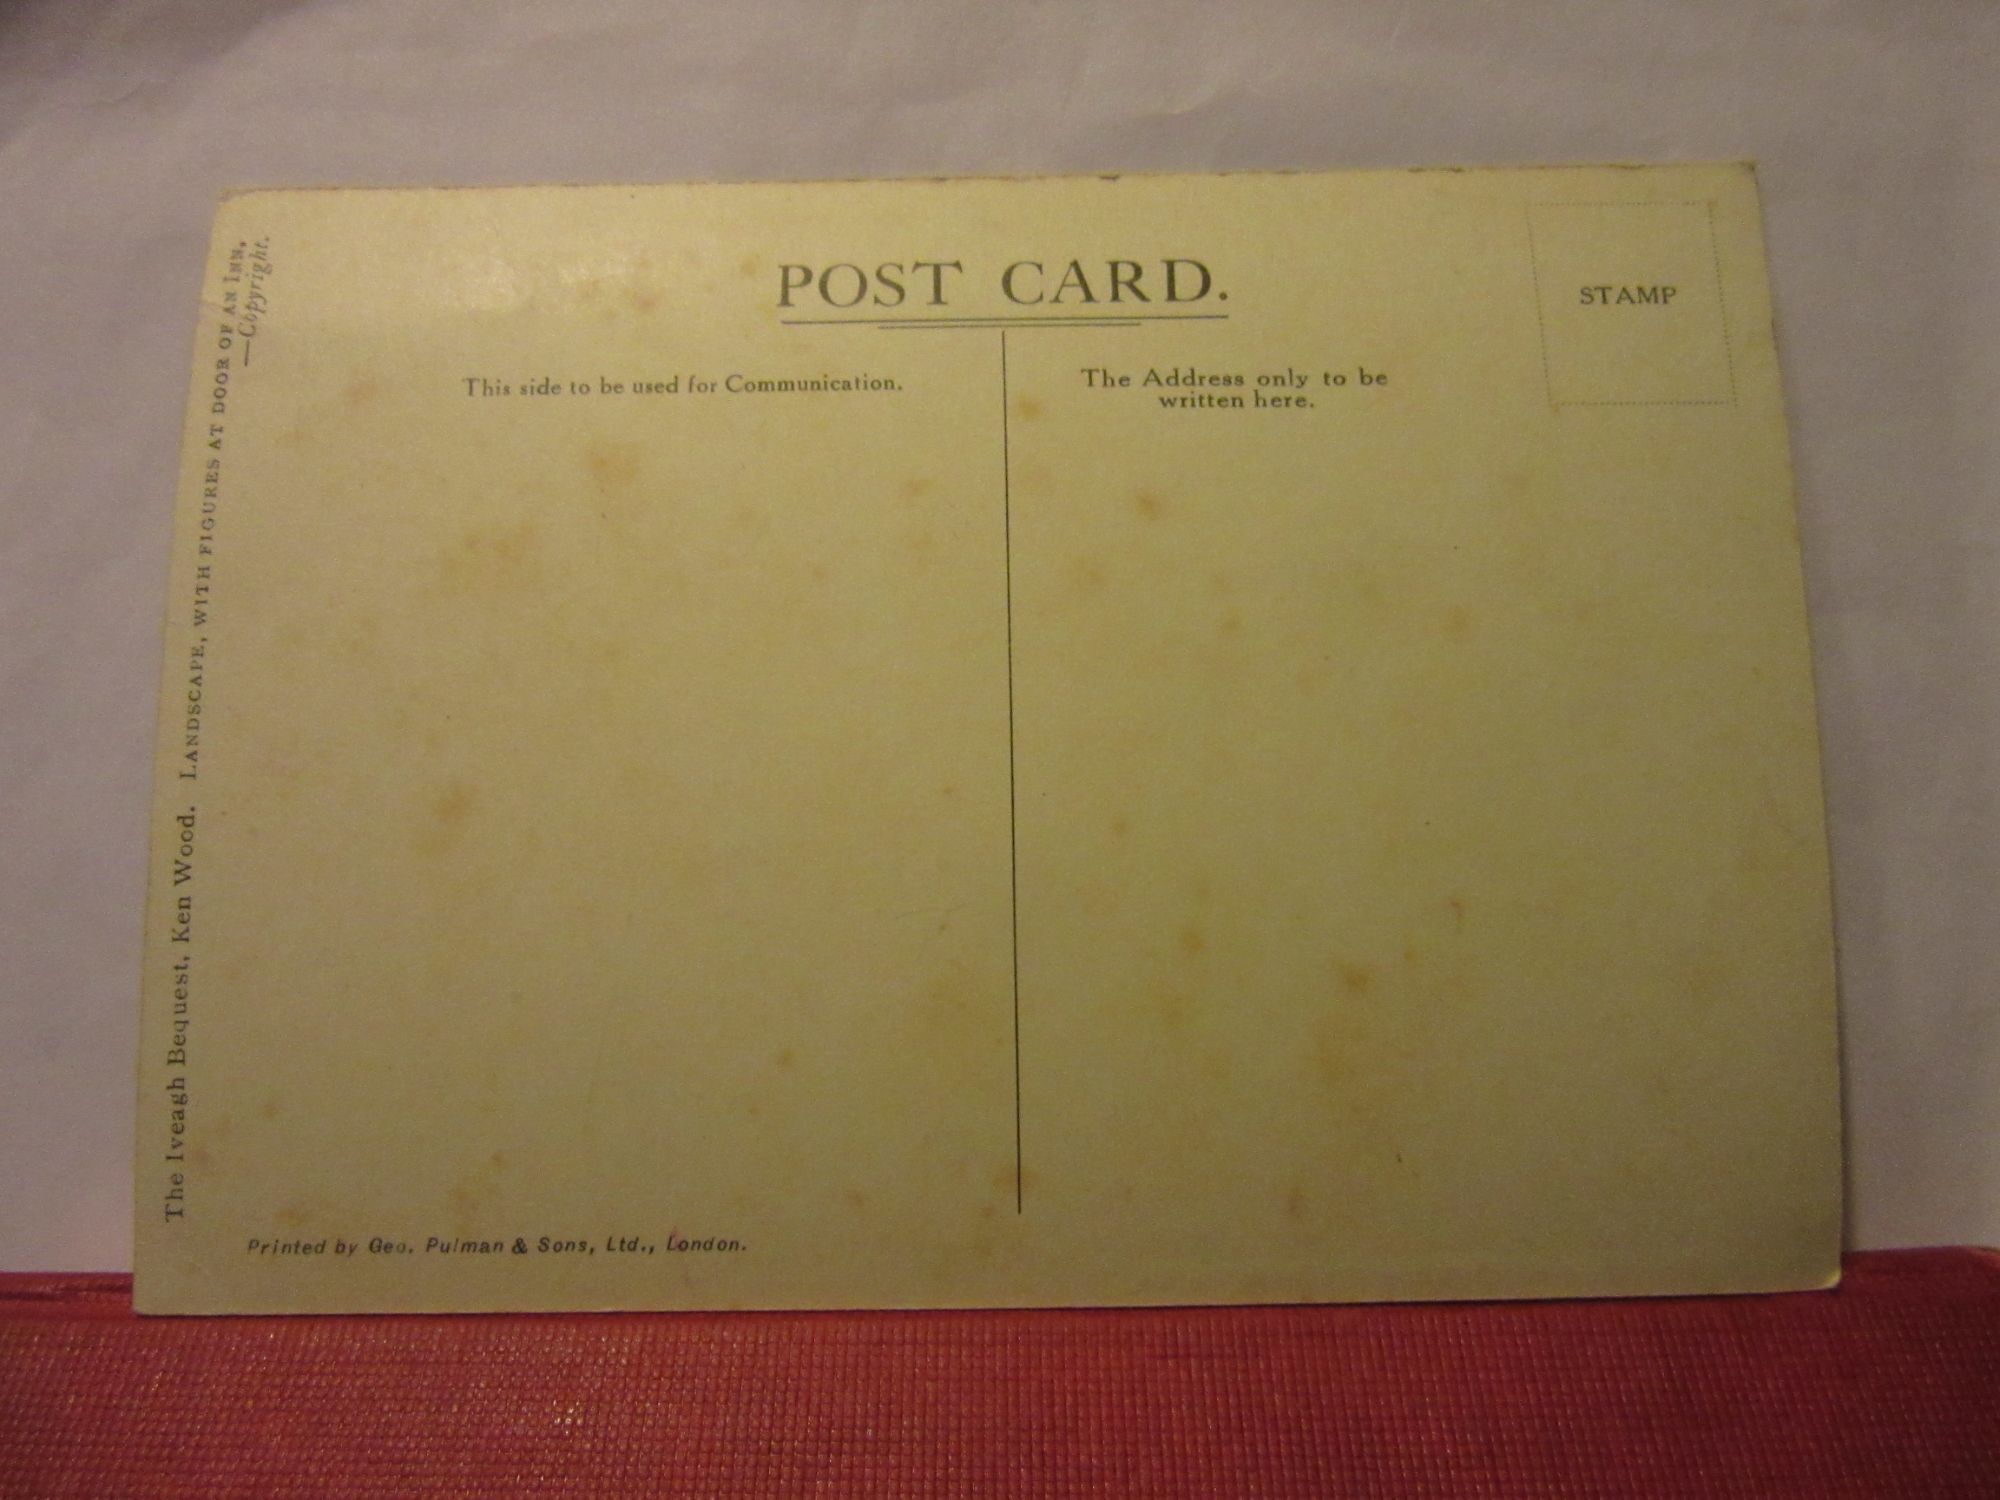 POST CARD.
STAMP
This side to be used for Communication.
The Address only to be
written here.
The Iveagh Bequest, Ken Wood. LANDSCAPE, WITH FIGURES AT DOOR OF AN INN.
—Copyright.
Printed by Geo. Pulman & Sons, Ltd., London.